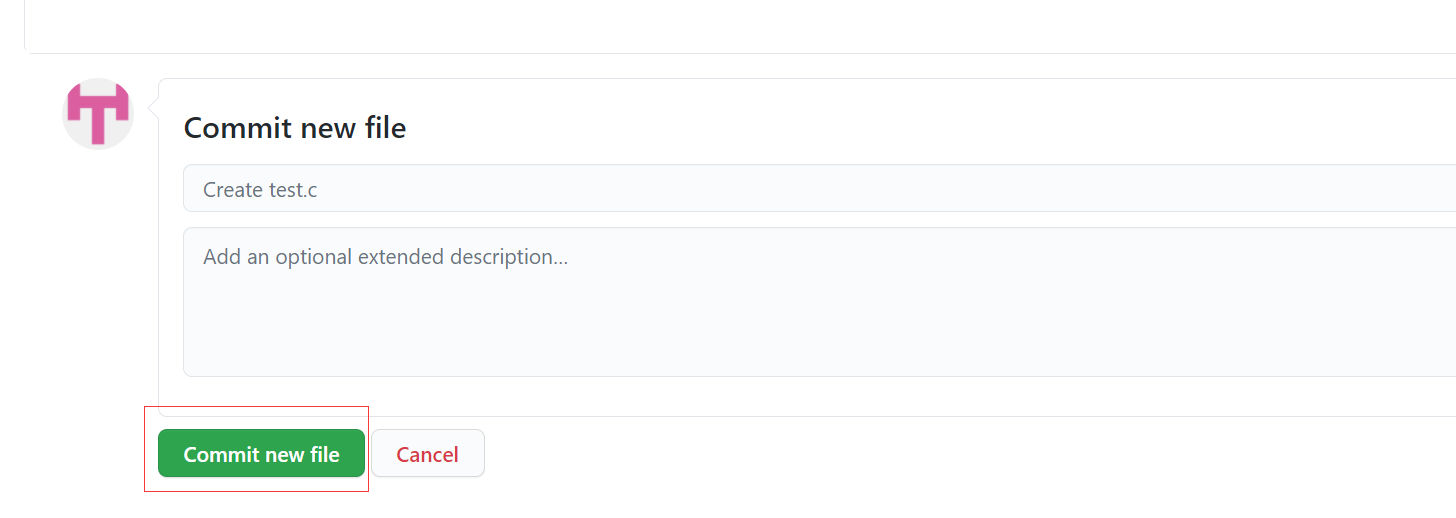 Commit new file
Create test.c
Add an optional extended description...
Commit new file
Cancel